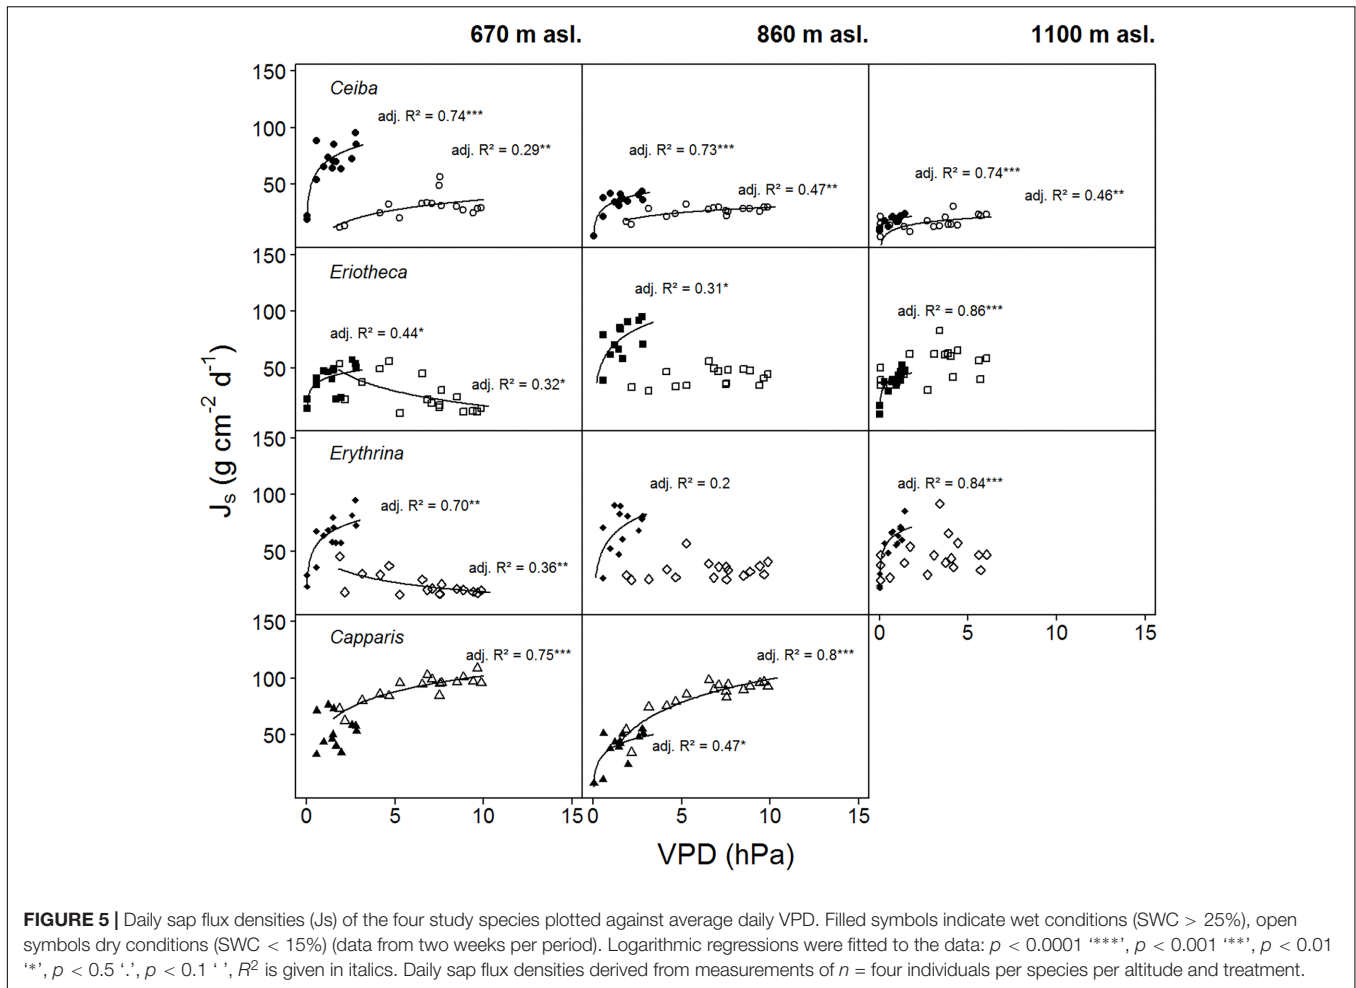 670 m asl. 860 m asl. 1100 m asl.
150
Ceiba
adj. R² = 0.74***
100
adj. R² = 0.29**
adj. R² = 0.73***
adj. R² = 0.74***
adj. R² = 0.47**
adj. R² = 0.46**
50
150
Eriotheca
adj. R² = 0.31*
adj. R² = 0.86***
100
adj. R² = 0.44*
adj. R² = 0.32*
50
150
Erythrina
adj. R² = 0.2
adj. R² = 0.84***
100
adj. R² = 0.70**
adj. R² = 0.36**
50
0 5 10 15
150
Capparis
adj. R² = 0.75***
adj. R² = 0.8***
100
adj. R² = 0.47*
50
0 5 10 15 0 5 10 15
Js (g cm-2 d-1)
VPD (hPa)
FIGURE 5 | Daily sap flux densities (Js) of the four study species plotted against average daily VPD. Filled symbols indicate wet conditions (SWC > 25%), open
symbols dry conditions (SWC < 15%) (data from two weeks per period). Logarithmic regressions were fitted to the data: p < 0.0001 ‘***’, p < 0.001 ‘**’, p < 0.01
‘*’, p < 0.5 ‘.’, p < 0.1 ‘ ’, R² is given in italics. Daily sap flux densities derived from measurements of n = four individuals per species per altitude and treatment.